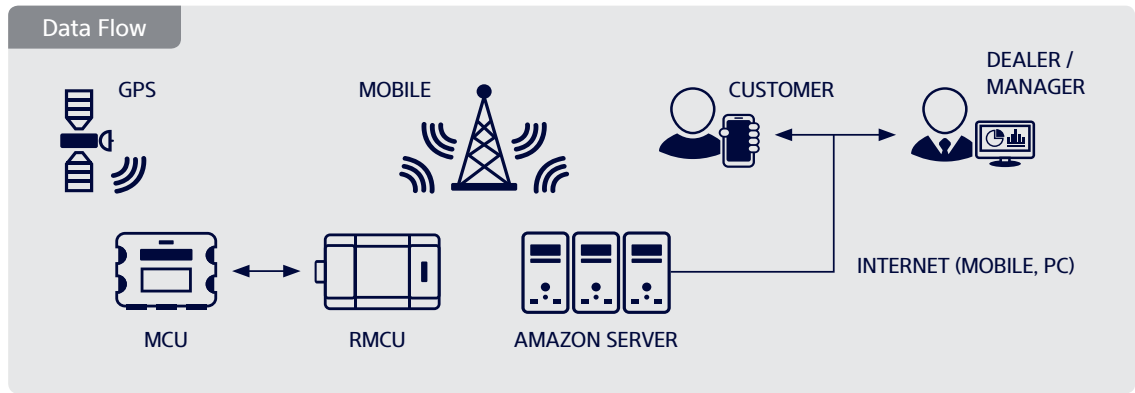 Data Flow
GPS
MOBILE
CUSTOMER
DEALER /
MANAGER
MCU
RMCU
AMAZON SERVER
INTERNET (MOBILE, PC)